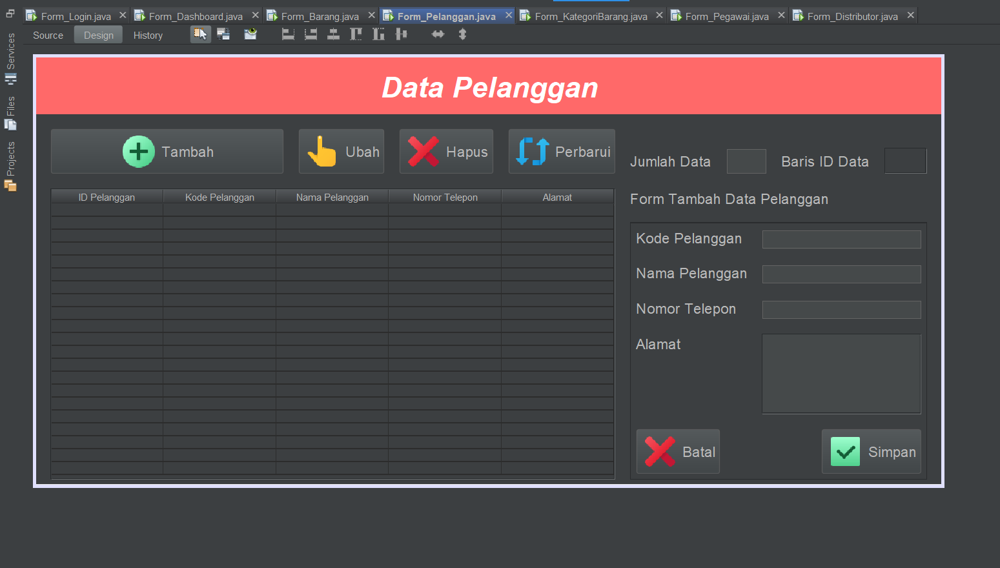 Form_Login.java Form_Dashboard.java Form_Barang.java Form_Pelanggan.java Form_KategoriBarang.java Form_Pegawai.java Form_Distributor.java
Source Design History
Services
Files
Projects
Data Pelanggan
Tambah Ubah Hapus Perbarui
Jumlah Data Baris ID Data
ID Pelanggan Kode Pelanggan Nama Pelanggan Nomor Telepon Alamat
Form Tambah Data Pelanggan
Kode Pelanggan
Nama Pelanggan
Nomor Telepon
Alamat
Batal Simpan